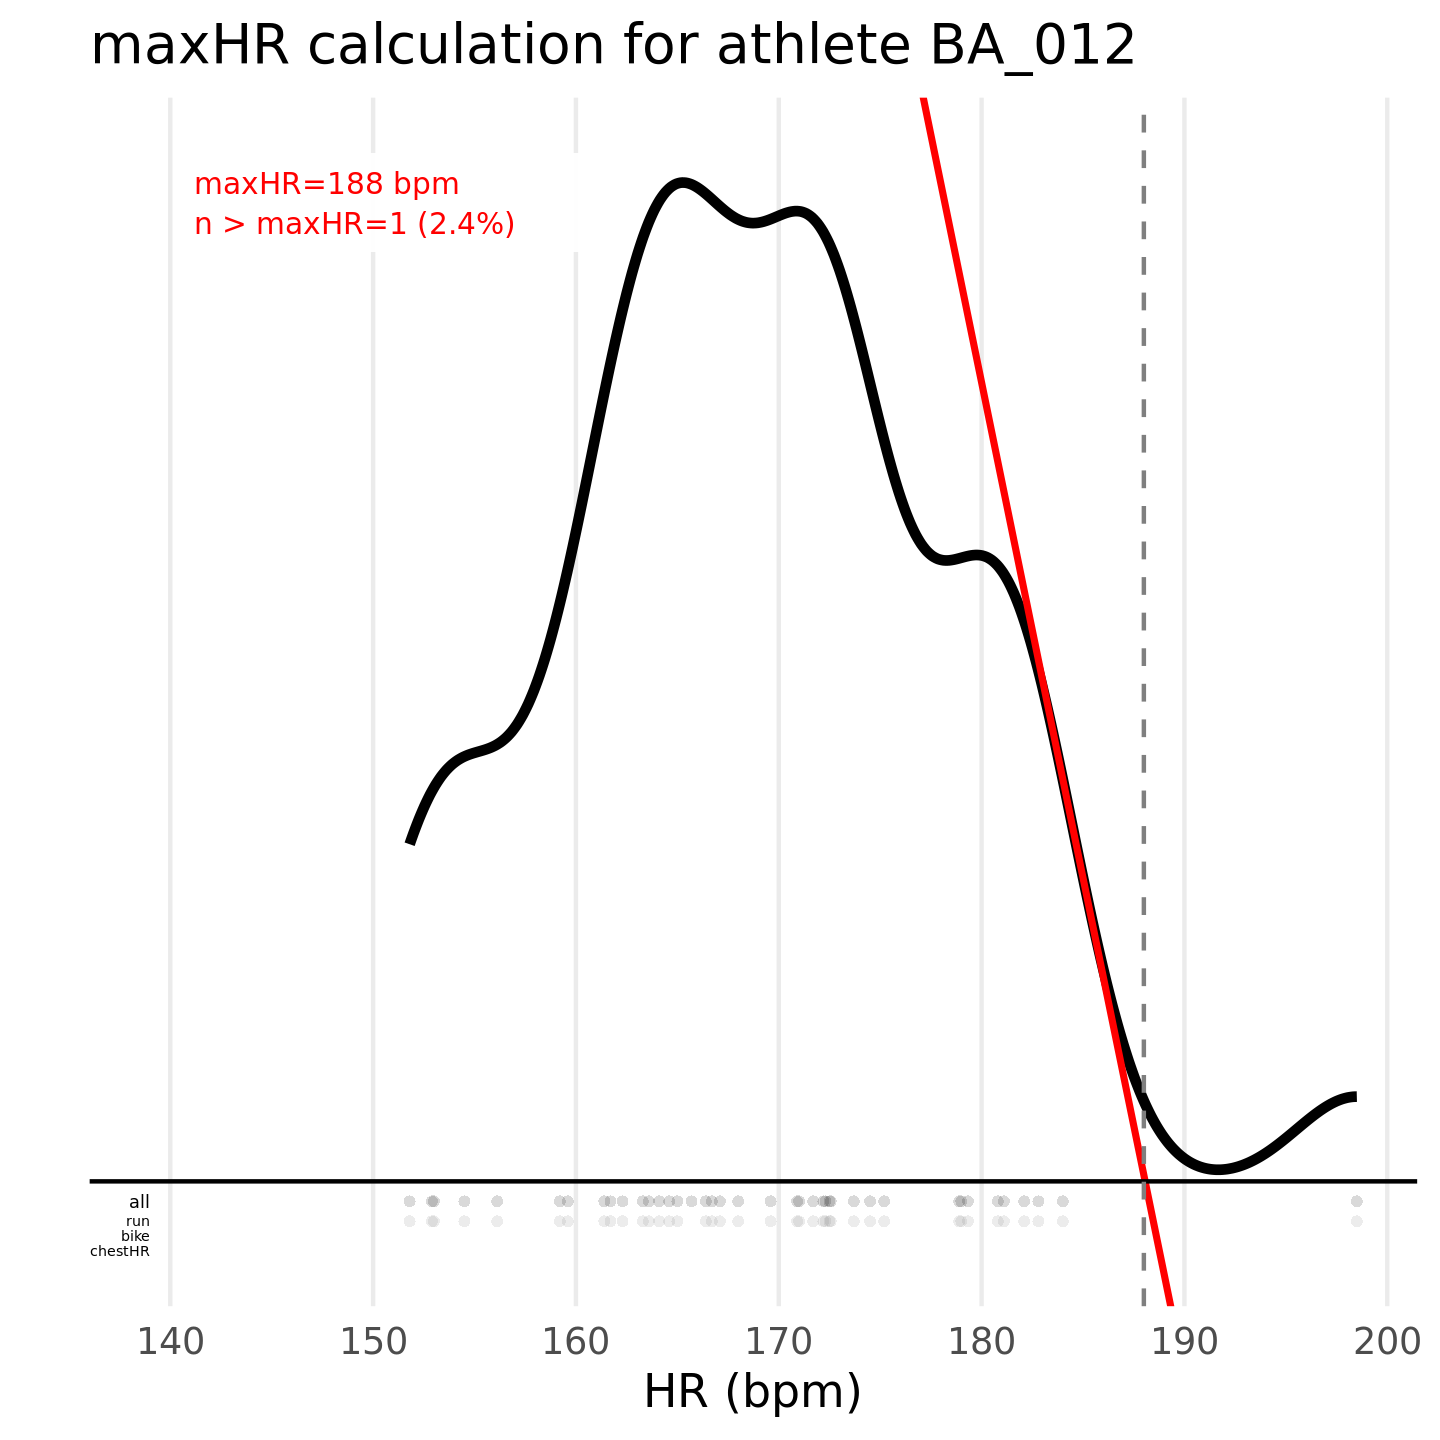 maxHR calculation for athlete BA_012
maxHR=188 bpm
n > maxHR=1 (2.4%)
all
run
bike
chestHR
140 150 160 170 180 190 200
HR (bpm)